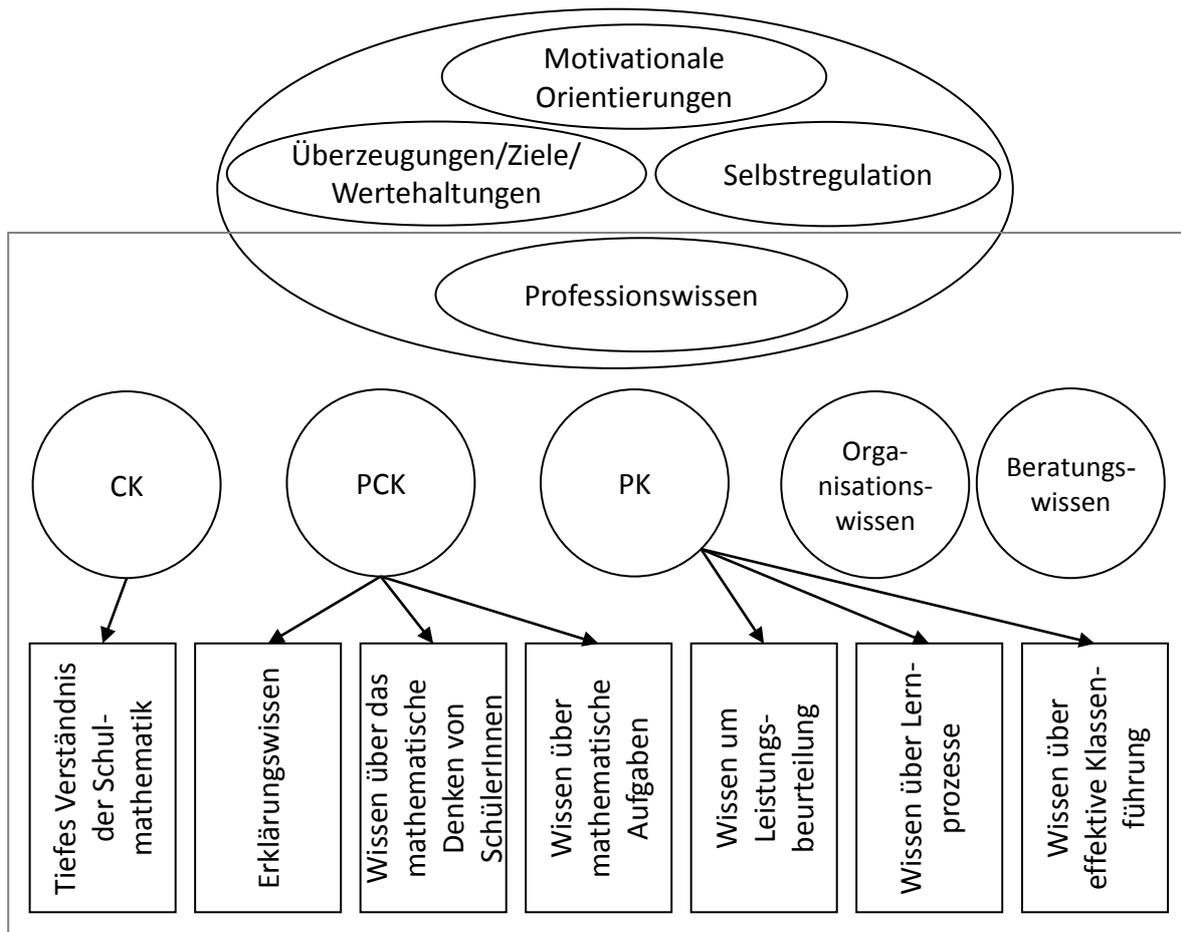 Motivationale
Orientierungen
Überzeugungen/Ziele/
Wertehaltungen
Selbstregulation
Professionswissen
CK
PCK
PK
Orga-
nisations-
wissen
Beratungs-
wissen
Tiefes Verständnis
der Schul-
mathematik
Erklärungswissen
Wissen über das
mathematische
Denken von
SchülerInnen
Wissen über
mathematische
Aufgaben
Wissen um
Leistungs-
beurteilung
Wissen über Lern-
prozesse
Wissen über
effektive Klassen-
führung